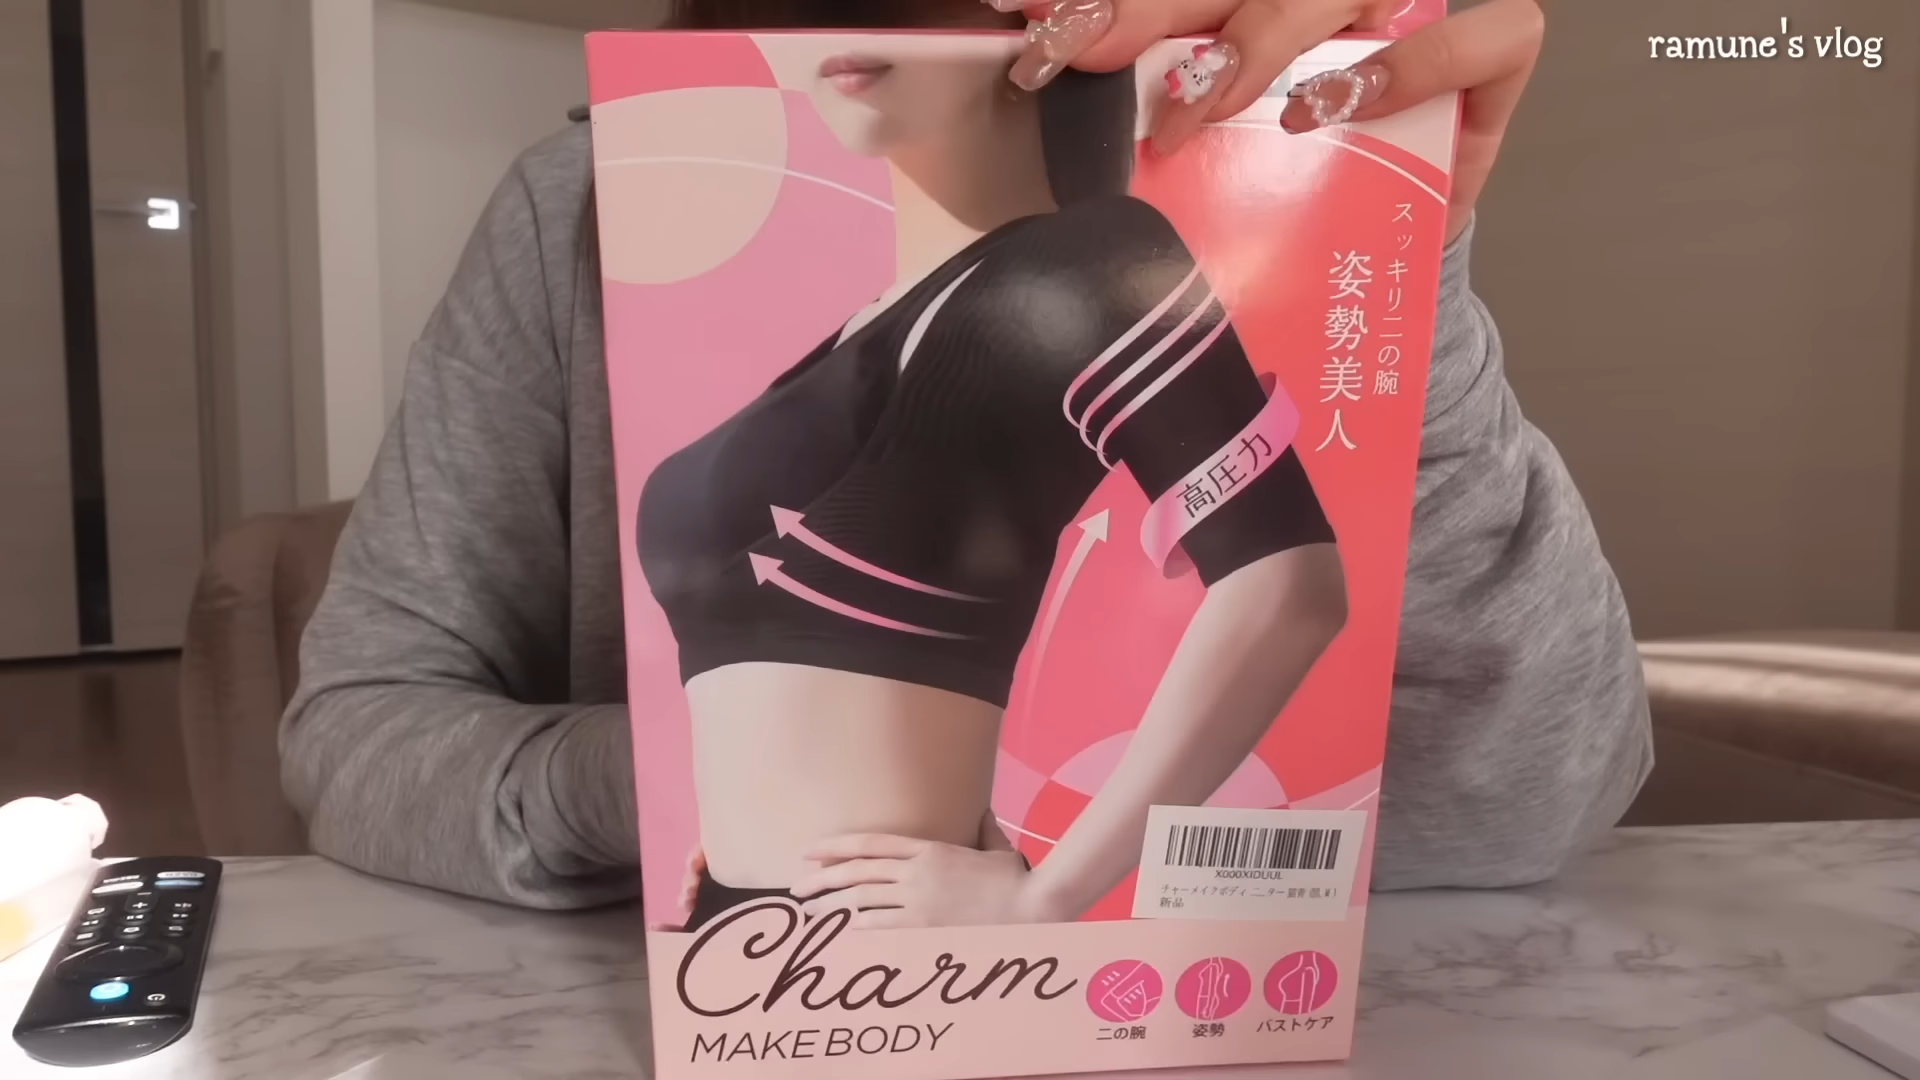 ramune's vlog
スッキリ二の腕
姿勢美人
高圧力
X000XIDUUL
新品
Charm
MAKE BODY
二の腕
姿勢
バストケア